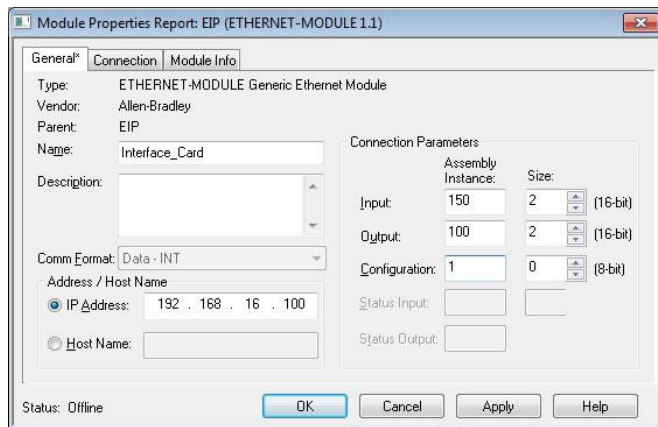 Module Properties Report: EIP (ETHERNET-MODULE 1.1)
General* Connection Module Info
Type: ETHERNET-MODULE Generic Ethernet Module
Vendor: Allen-Bradley
Parent: EIP
Name: Interface_Card
Description:
Comm Format: Data - INT
Address / Host Name
IP Address: 192 . 168 . 16 . 100
Host Name:
Connection Parameters
Assembly
Instance: Size:
Input: 150 2 (16-bit)
Output: 100 2 (16-bit)
Configuration: 1 0 (8-bit)
Status Input:
Status Output:
Status: Offline OK Cancel Apply Help